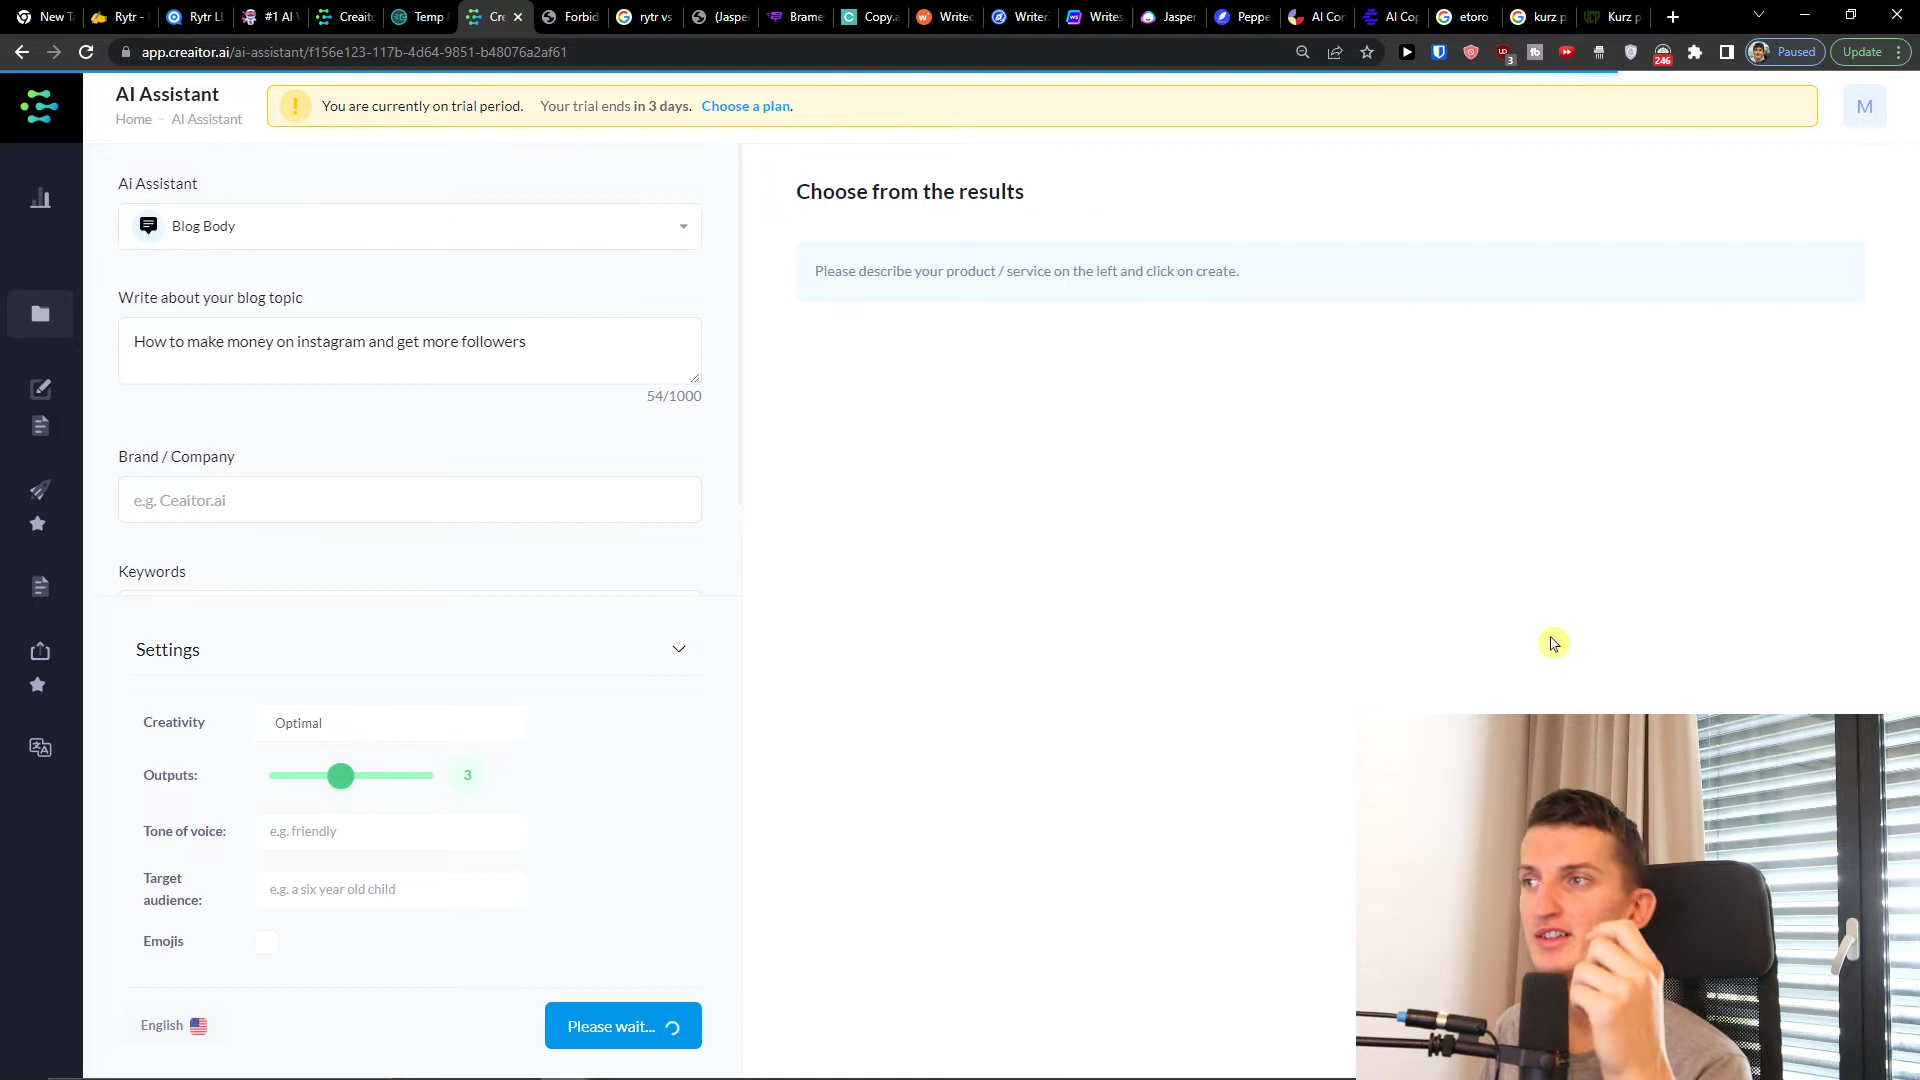 New T
Rytr -
Rytr LL
#1 AI
Creaito
Temp
Cre
Forbid
rytr vs
(Jaspe
Brame
Copy.a
Writec
Writer
Writes
Jasper
Peppe
AI Cor
AI Cop
etoro
kurz p
Kurz p
app.creaitor.ai/ai-assistant/f156e123-117b-4d64-9851-b48076a2af61
3
246
Paused
Update
AI Assistant
Home - AI Assistant
You are currently on trial period. Your trial ends in 3 days. Choose a plan.
M
Ai Assistant
Blog Body
Write about your blog topic
How to make money on instagram and get more followers
54/1000
Brand / Company
e.g. Ceaitor.ai
Keywords
Settings
Creativity
Optimal
Outputs:
3
Tone of voice:
e.g. friendly
Target
audience:
e.g. a six year old child
Emojis
English
Please wait...
Choose from the results
Please describe your product / service on the left and click on create.